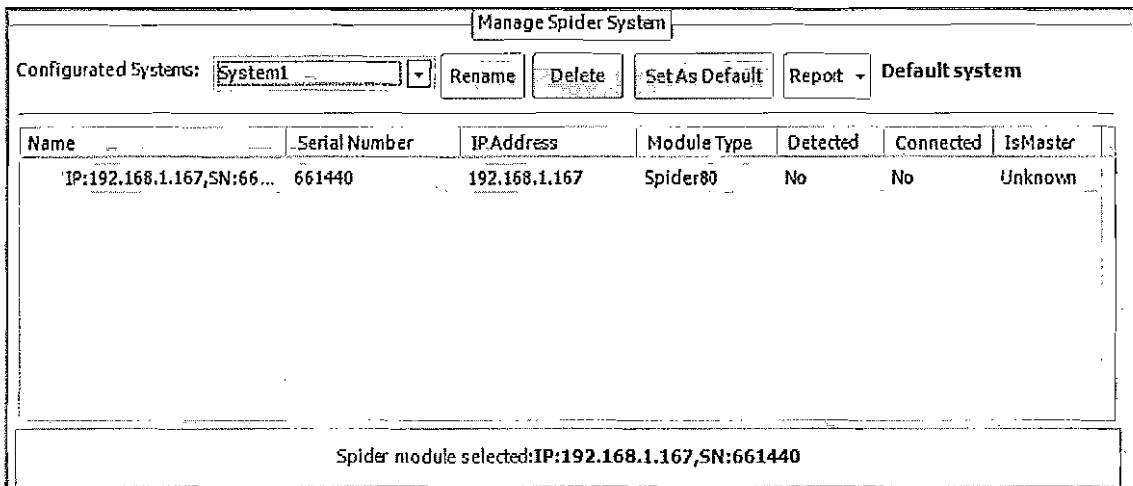 Manage Spider System
Configurated Systems: System1 Rename Delete Set As Default Report Default system
Name Serial Number IP Address Module Type Detected Connected IsMaster
IP:192.168.1.167,SN:66... 661440 192.168.1.167 Spider80 No No Unknown
Spider module selected:IP:192.168.1.167,SN:661440